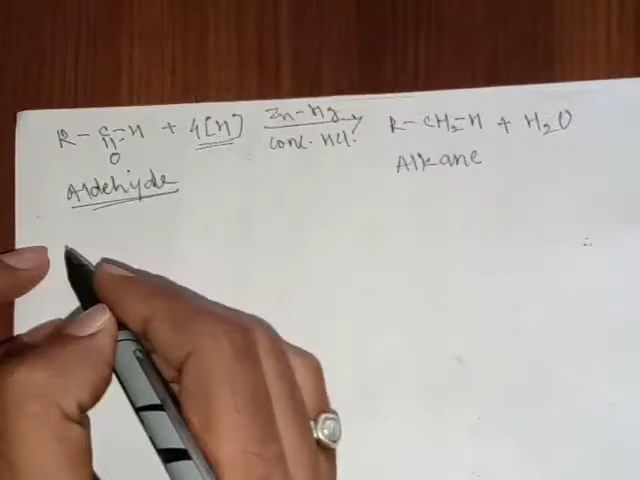 R-C-H + 4[H] Zn-Hg Conc. HCl. R-CH₂-H + H₂O
O
Aldehyde Alkane